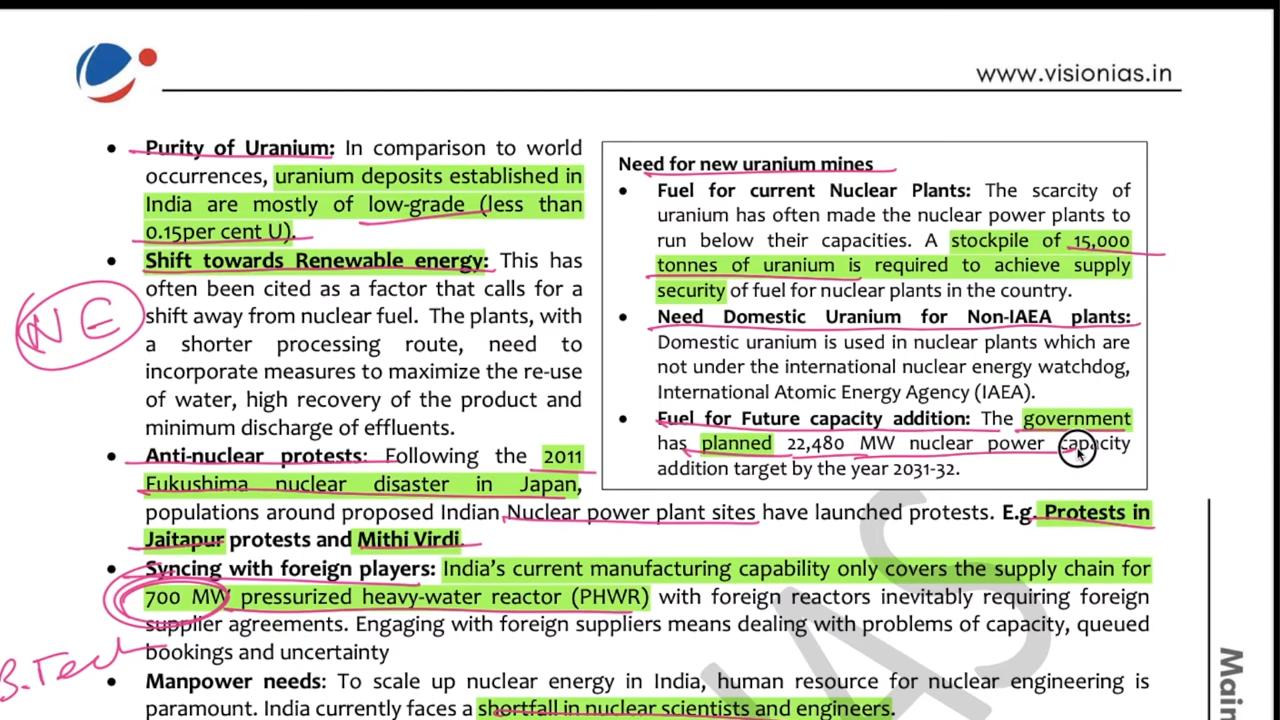 www.visionias.in
• Purity of Uranium: In comparison to world
occurrences, uranium deposits established in
India are mostly of low-grade (less than
0.15per cent U).
• Shift towards Renewable energy: This has
often been cited as a factor that calls for a
shift away from nuclear fuel. The plants, with
a shorter processing route, need to
incorporate measures to maximize the re-use
of water, high recovery of the product and
minimum discharge of effluents.
• Anti-nuclear protests: Following the 2011
Fukushima nuclear disaster in Japan,
Need for new uranium mines
• Fuel for current Nuclear Plants: The scarcity of
uranium has often made the nuclear power plants to
run below their capacities. A stockpile of 15,000
tonnes of uranium is required to achieve supply
security of fuel for nuclear plants in the country.
• Need Domestic Uranium for Non-IAEA plants:
Domestic uranium is used in nuclear plants which are
not under the international nuclear energy watchdog,
International Atomic Energy Agency (IAEA).
• Fuel for Future capacity addition: The government
has planned 22,480 MW nuclear power capacity
addition target by the year 2031-32.
populations around proposed Indian Nuclear power plant sites have launched protests. E.g. Protests in
Jaitapur protests and Mithi Virdi.
• Syncing with foreign players: India's current manufacturing capability only covers the supply chain for
700 MW pressurized heavy-water reactor (PHWR) with foreign reactors inevitably requiring foreign
supplier agreements. Engaging with foreign suppliers means dealing with problems of capacity, queued
bookings and uncertainty
• Manpower needs: To scale up nuclear energy in India, human resource for nuclear engineering is
paramount. India currently faces a shortfall in nuclear scientists and engineers.
NE
B.Tech
IAS
Main